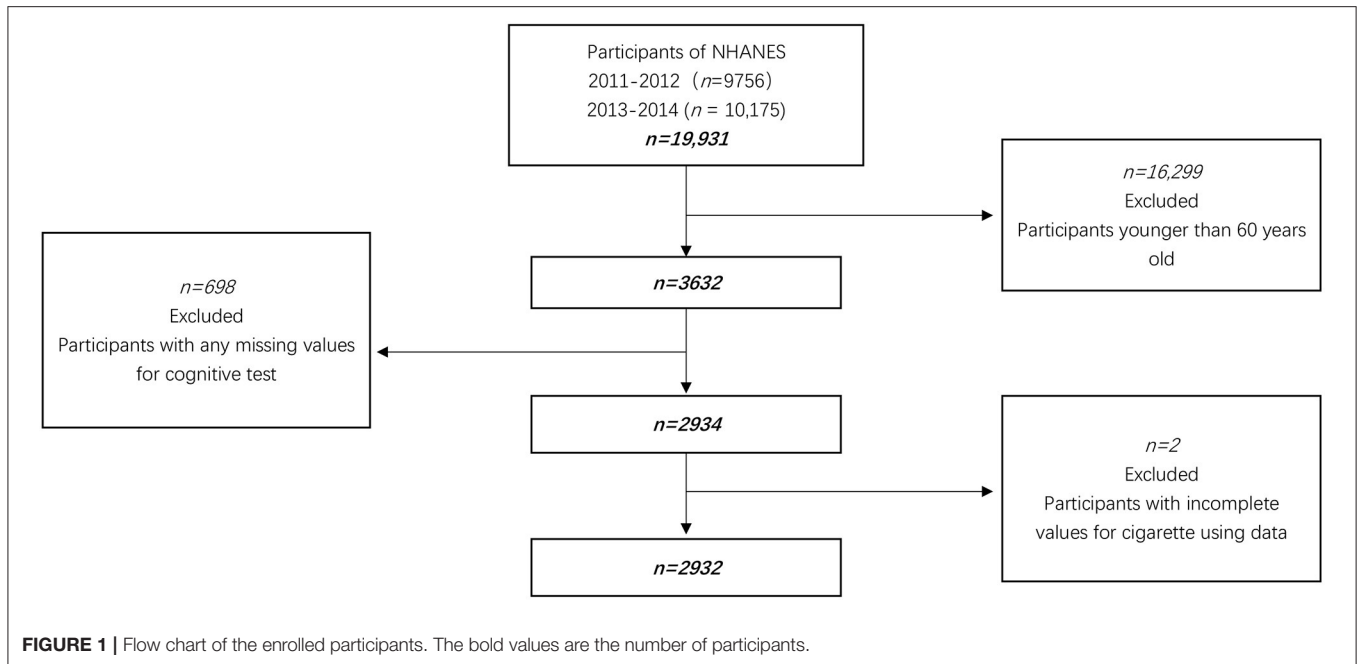 Participants of NHANES
2011-2012（n=9756）
2013-2014 (n = 10,175)
n=19,931
n=16,299
Excluded
Participants younger than 60 years
old
n=3632
n=698
Excluded
Participants with any missing values
for cognitive test
n=2934
n=2
Excluded
Participants with incomplete
values for cigarette using data
n=2932
FIGURE 1 | Flow chart of the enrolled participants. The bold values are the number of participants.